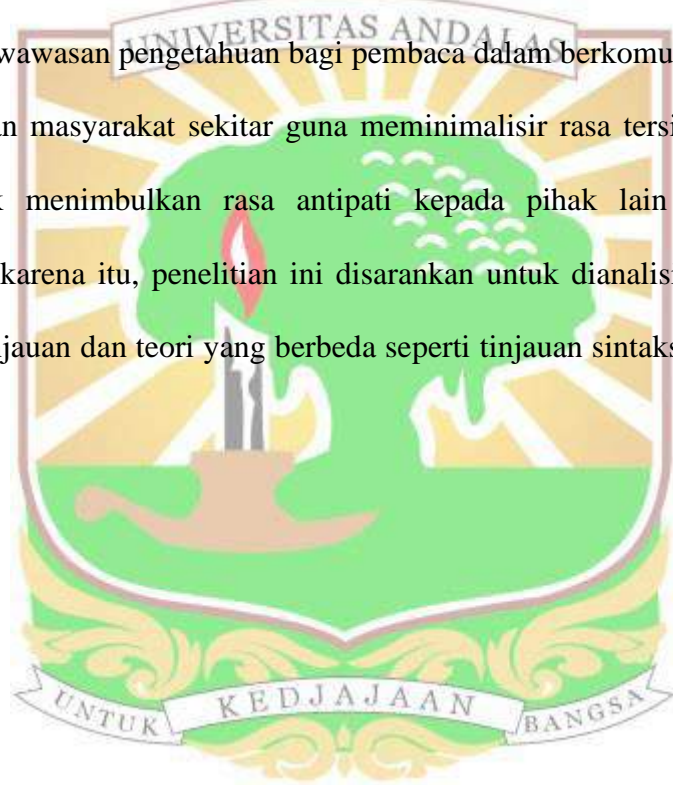 UNIVERSITAS ANDALAS
wawasan pengetahuan bagi pembaca dalam berkomu
an masyarakat sekitar guna meminimalisir rasa tersi
k menimbulkan rasa antipati kepada pihak lain
karena itu, penelitian ini disarankan untuk dianalis
jauan dan teori yang berbeda seperti tinjauan sintaks
UNTUK KEDJAJAAN BANGSA